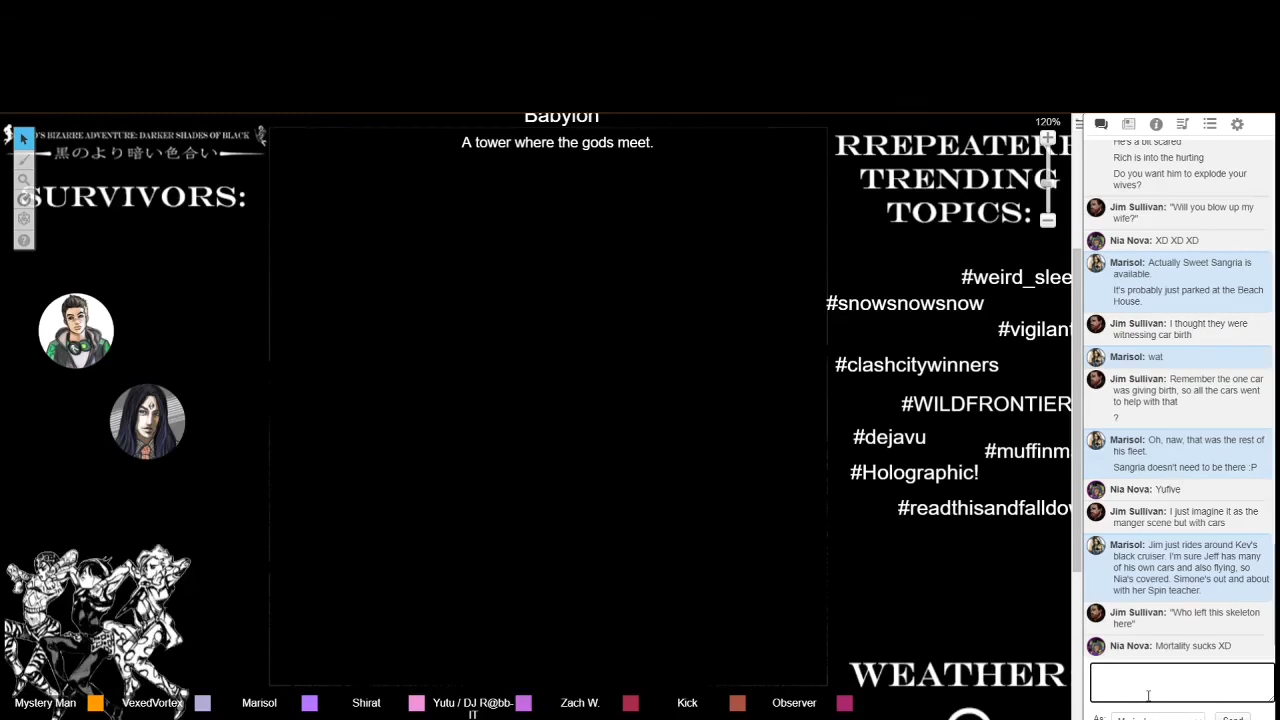 Babylon
A tower where the gods meet.
'S BIZARRE ADVENTURE: DARKER SHADES OF BLACK
黒のより暗い色合い
SURVIVORS:
RREPEATERR
TRENDING
TOPICS:
#weird_slee
#snowsnowsnow
#vigilant
#clashcitywinners
#WILDFRONTIER
#dejavu
#muffinm
#Holographic!
#readthisandfalldow
WEATHER
120%
He's a bit scared
Rich is into the hurting
Do you want him to explode your
wives?
Jim Sullivan: "Will you blow up my
wife?"
Nia Nova: XD XD XD
Marisol: Actually Sweet Sangria is
available.
It's probably just parked at the Beach
House.
Jim Sullivan: I thought they were
witnessing car birth
Marisol: wat
Jim Sullivan: Remember the one car
was giving birth, so all the cars went
to help with that
?
Marisol: Oh, naw, that was the rest of
his fleet.
Sangria doesn't need to be there :P
Nia Nova: Yufive
Jim Sullivan: I just imagine it as the
manger scene but with cars
Marisol: Jim just rides around Kev's
black cruiser. I'm sure Jeff has many
of his own cars and also flying, so
Nia's covered. Simone's out and about
with her Spin teacher.
Jim Sullivan: "Who left this skeleton
here"
Nia Nova: Mortality sucks XD
As:
Marisol
Send
Mystery Man
VexedVortex
Marisol
Shirat
Yutu / DJ R@bb-
IT
Zach W.
Kick
Observer